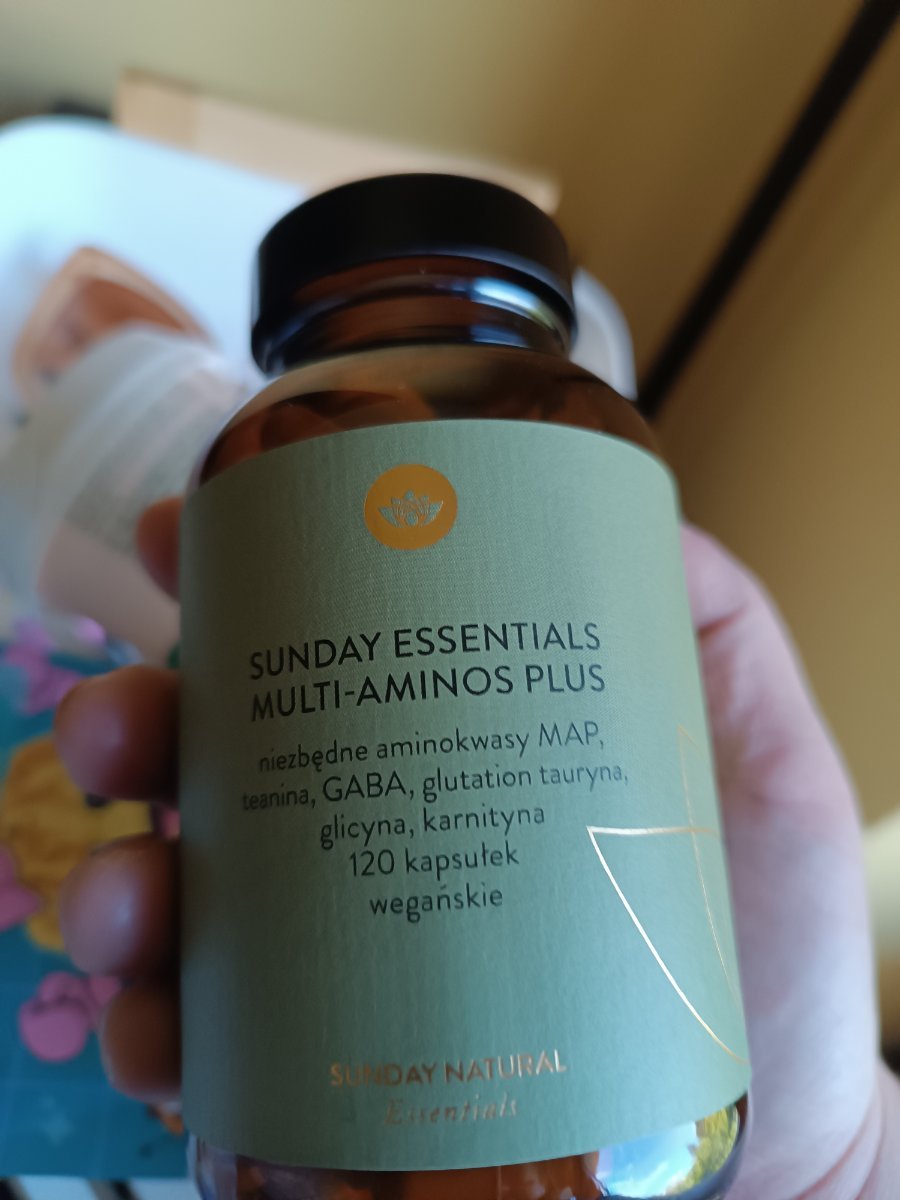 SUNDAY ESSENTIALS
MULTI-AMINOS PLUS
niezbędne aminokwasy MAP,
teanina, GABA, glutation tauryna,
glicyna, karnityna
120 kapsułek
wegańskie
SUNDAY NATURAL
Essentials